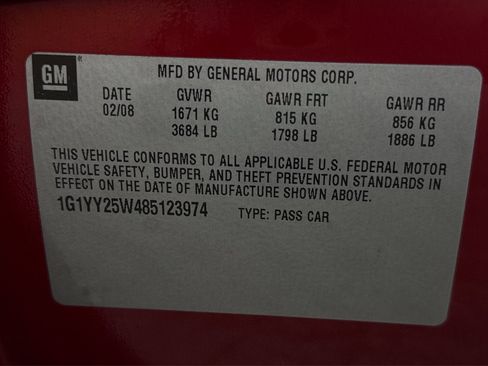 GM ®
MFD BY GENERAL MOTORS CORP.
DATE GVWR GAWR FRT GAWR RR
02/08 1671 KG 815 KG 856 KG
3684 LB 1798 LB 1886 LB
THIS VEHICLE CONFORMS TO ALL APPLICABLE U.S. FEDERAL MOTOR
VEHICLE SAFETY, BUMPER, AND THEFT PREVENTION STANDARDS IN
EFFECT ON THE DATE OF MANUFACTURE SHOWN ABOVE.
1G1YY25W485123974 TYPE: PASS CAR